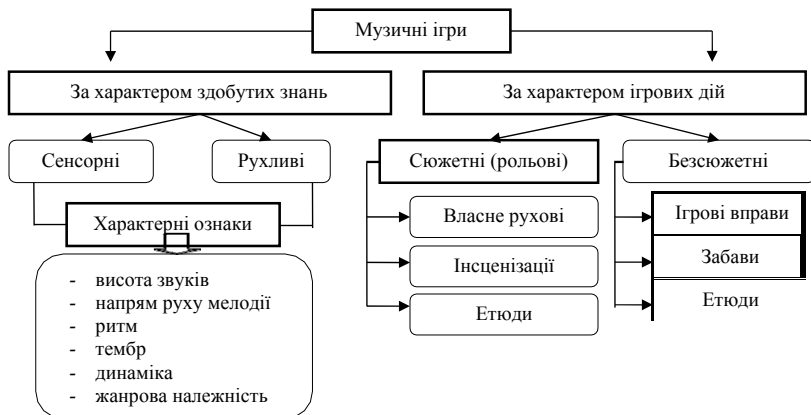 Музичні ігри
За характером здобутих знань
За характером ігрових дій
Сенсорні
Рухливі
Сюжетні (рольові)
Безсюжетні
Характерні ознаки
Власне рухові
Ігрові вправи
Інсценізації
Забави
Етюди
Етюди
- висота звуків
- напрям руху мелодії
- ритм
- тембр
- динаміка
- жанрова належність